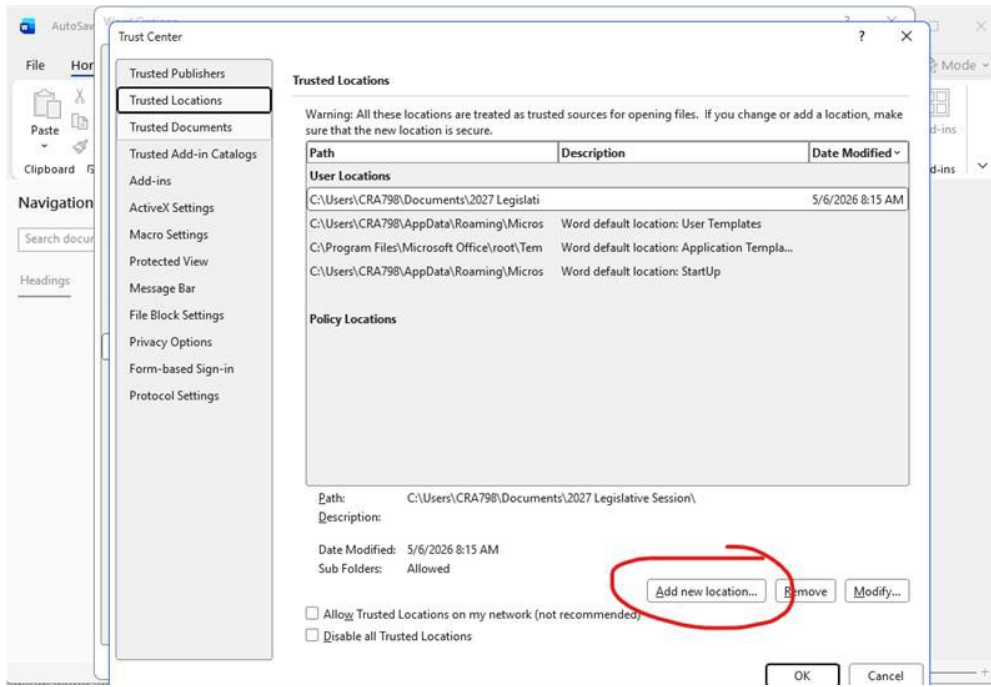 AutoSav
Trust Center
? ×
File
Hor
Mode
Paste
Clipboard
d-ins
d-ins
Navigation
Search docur
Headings
Trusted Publishers
Trusted Locations
Trusted Documents
Trusted Add-in Catalogs
Add-ins
ActiveX Settings
Macro Settings
Protected View
Message Bar
File Block Settings
Privacy Options
Form-based Sign-in
Protocol Settings
Trusted Locations
Warning: All these locations are treated as trusted sources for opening files. If you change or add a location, make
sure that the new location is secure.
Path Description Date Modified
User Locations
C:\Users\CRA798\Documents\2027 Legislati 5/6/2026 8:15 AM
C:\Users\CRA798\AppData\Roaming\Micros Word default location: User Templates
C:\Program Files\Microsoft Office\root\Tem Word default location: Application Templa...
C:\Users\CRA798\AppData\Roaming\Micros Word default location: StartUp
Policy Locations
Path: C:\Users\CRA798\Documents\2027 Legislative Session\
Description:
Date Modified: 5/6/2026 8:15 AM
Sub Folders: Allowed
Add new location... Remove Modify...
Allow Trusted Locations on my network (not recommended)
Disable all Trusted Locations
OK Cancel